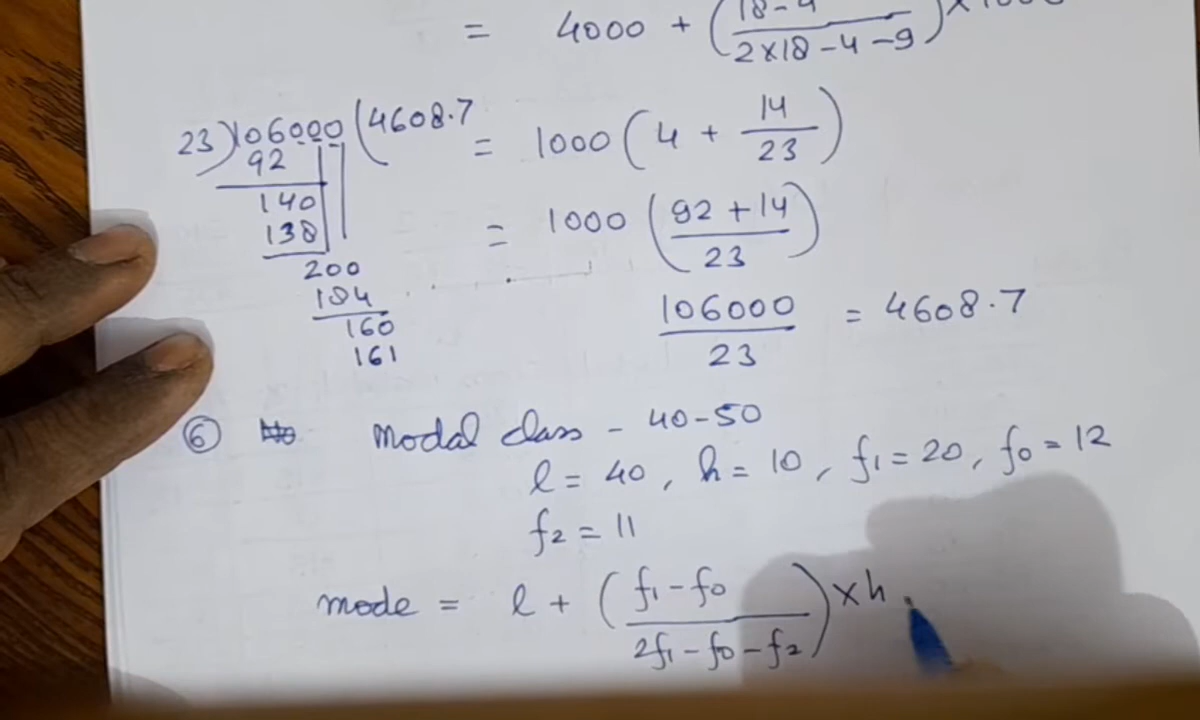 = 4000 + (18-4 / 2×18-4-9) ×1000
23)106000(4608.7
92
140
138
200
184
160
161
= 1000 (4 + 14/23)
= 1000 (92+14 / 23)
106000/23 = 4608.7
⑥ Modal class - 40-50
l = 40, h = 10, f1 = 20, f0 = 12
f2 = 11
mode = l + (f1-f0 / 2f1-f0-f2) ×h